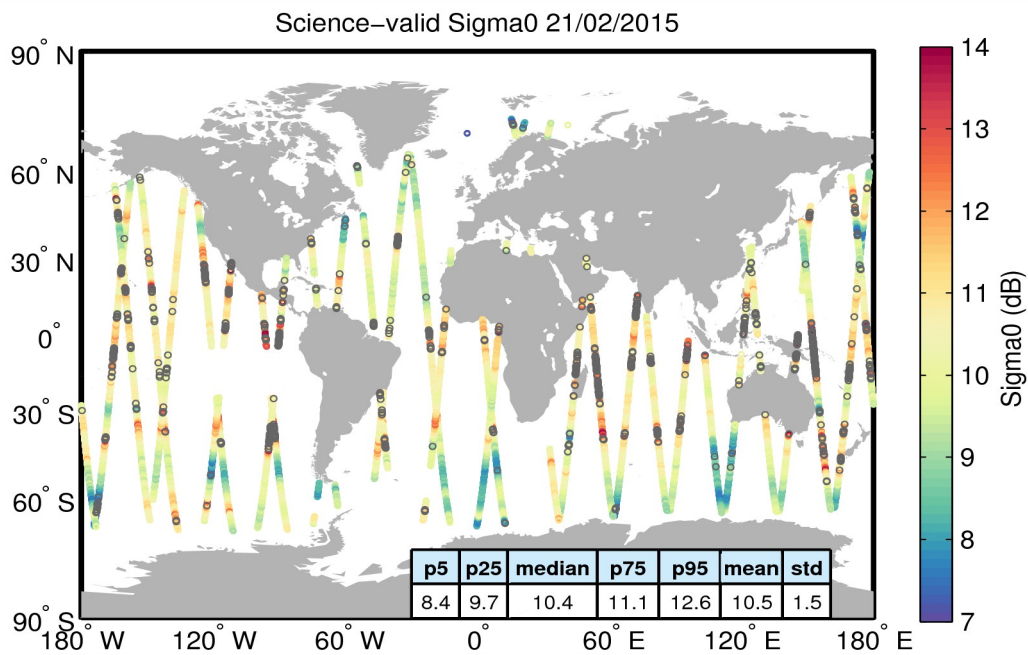 Science−valid Sigma0 21/02/2015
90° N
60° N
30° N
0°
30° S
60° S
90° S
180° W
120° W
60° W
0°
60° E
120° E
180° E
p5 p25 median p75 p95 mean std
8.4 9.7 10.4 11.1 12.6 10.5 1.5
14
13
12
11
10
9
8
7
Sigma0 (dB)